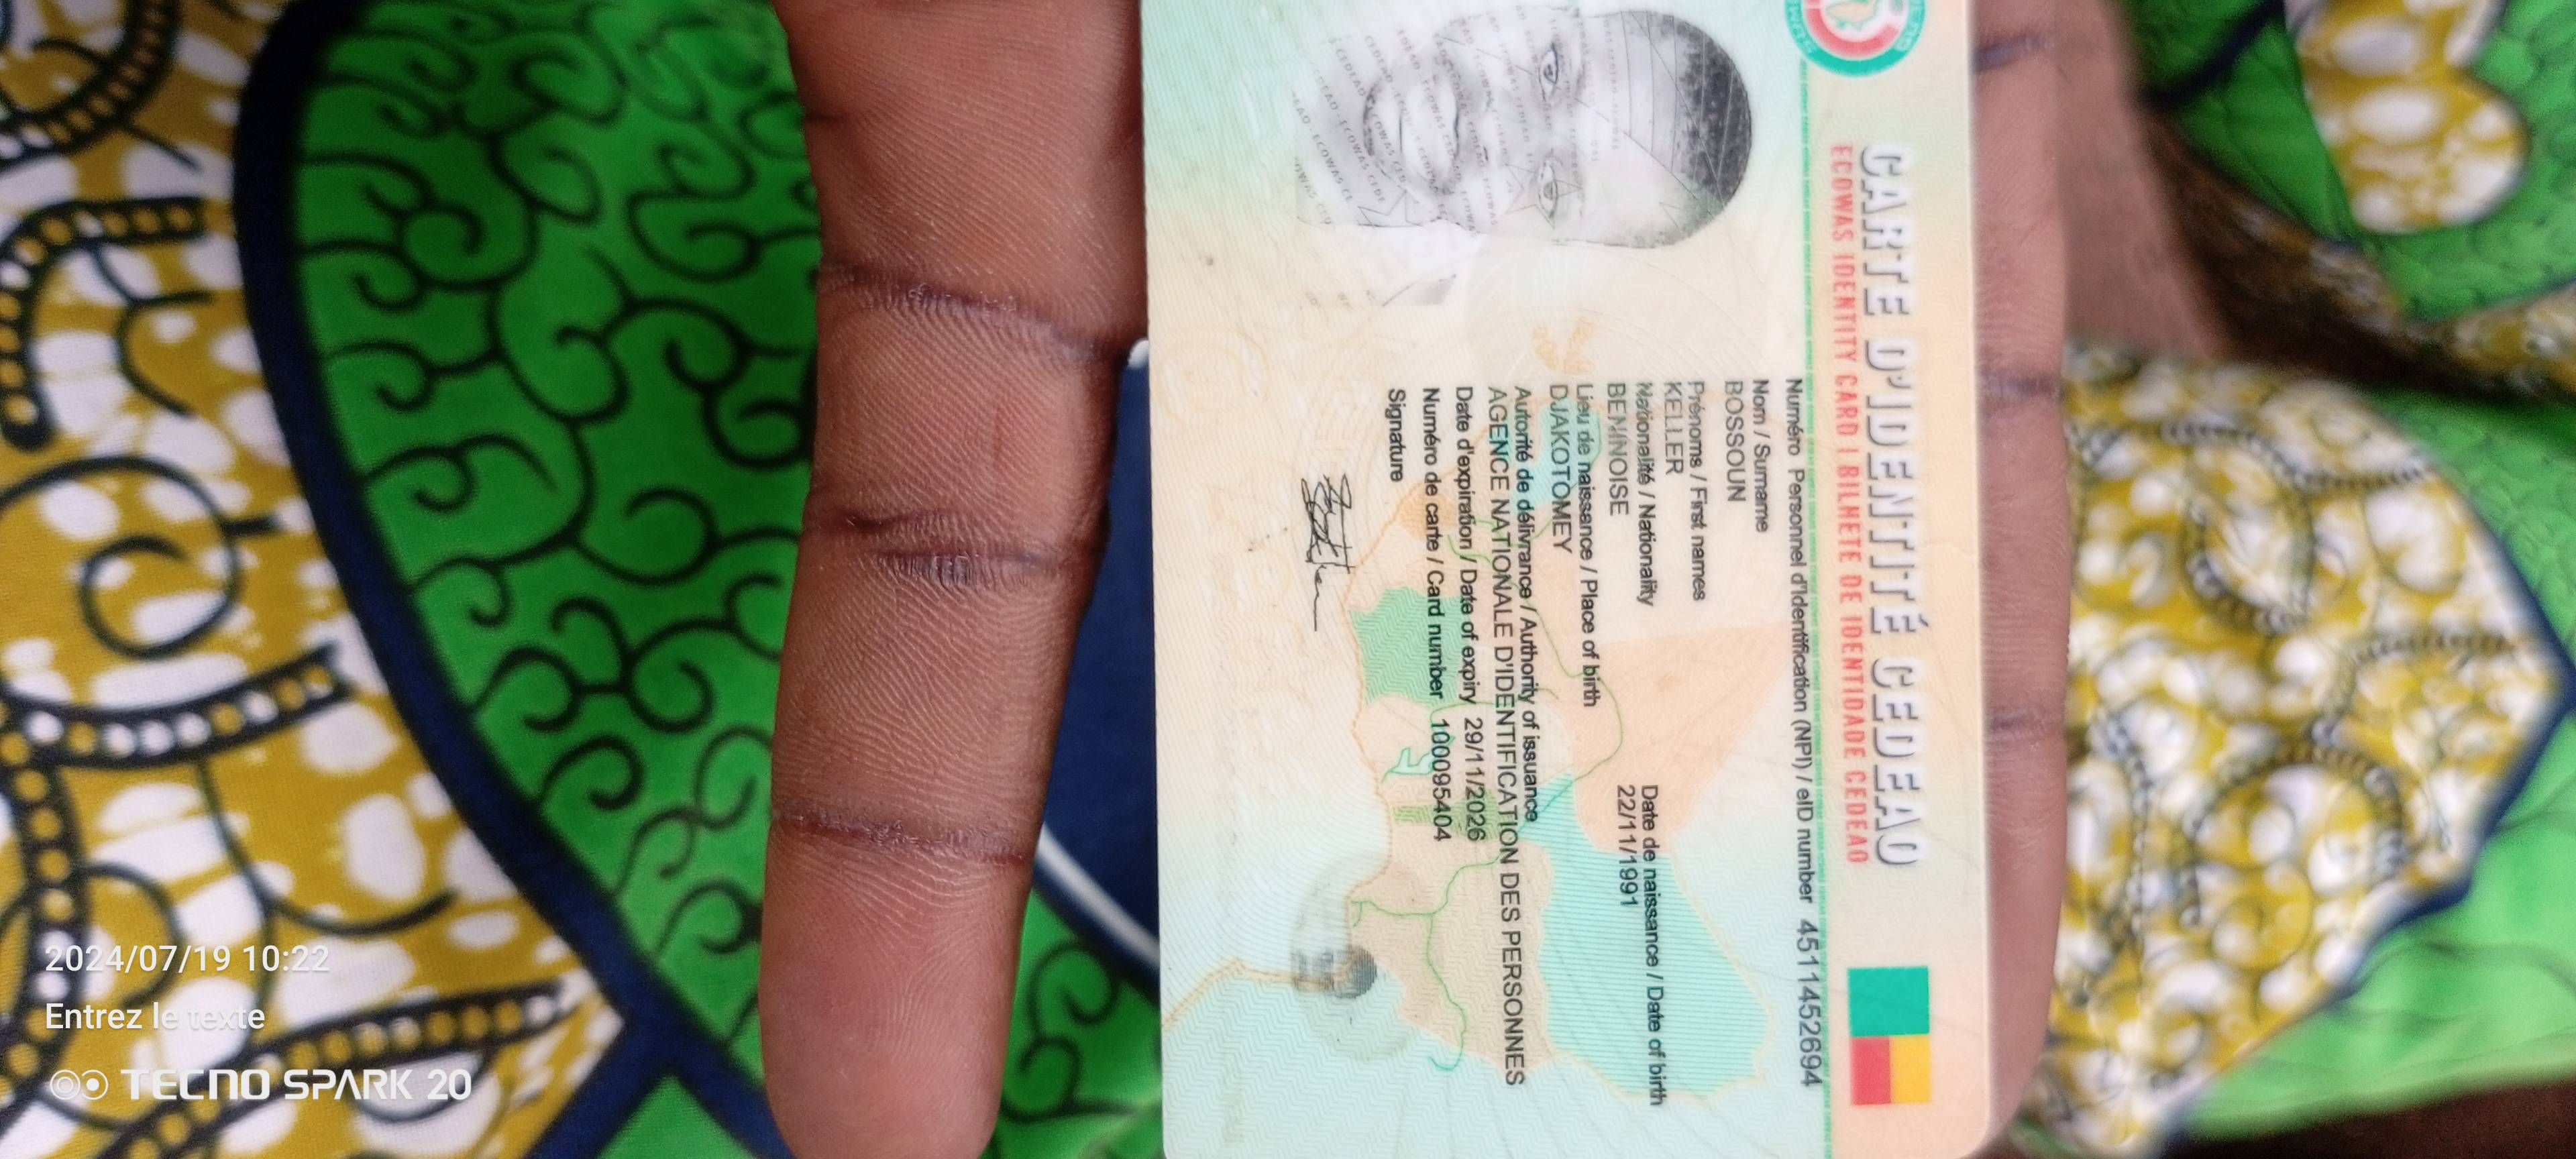 CARTE D'IDENTITÉ CEDEAO
ECOWAS IDENTITY CARD | BILHETE DE IDENTIDADE CEDEAO
Numéro Personnel d'Identification (NPI) / eID number 4511452694
Nom / Surname
BOSSOUN
Prénoms / First names
KELLER
Nationalité / Nationality
BENINOISE
Date de naissance / Date of birth
22/11/1991
Lieu de naissance / Place of birth
DJAKOTOMEY
Autorité de délivrance / Authority of issuance
AGENCE NATIONALE D'IDENTIFICATION DES PERSONNES
Date d'expiration / Date of expiry 29/11/2026
Numéro de carte / Card number 1000095404
Signature
2024/07/19 10:22
Entrez le texte
TECNO SPARK 20